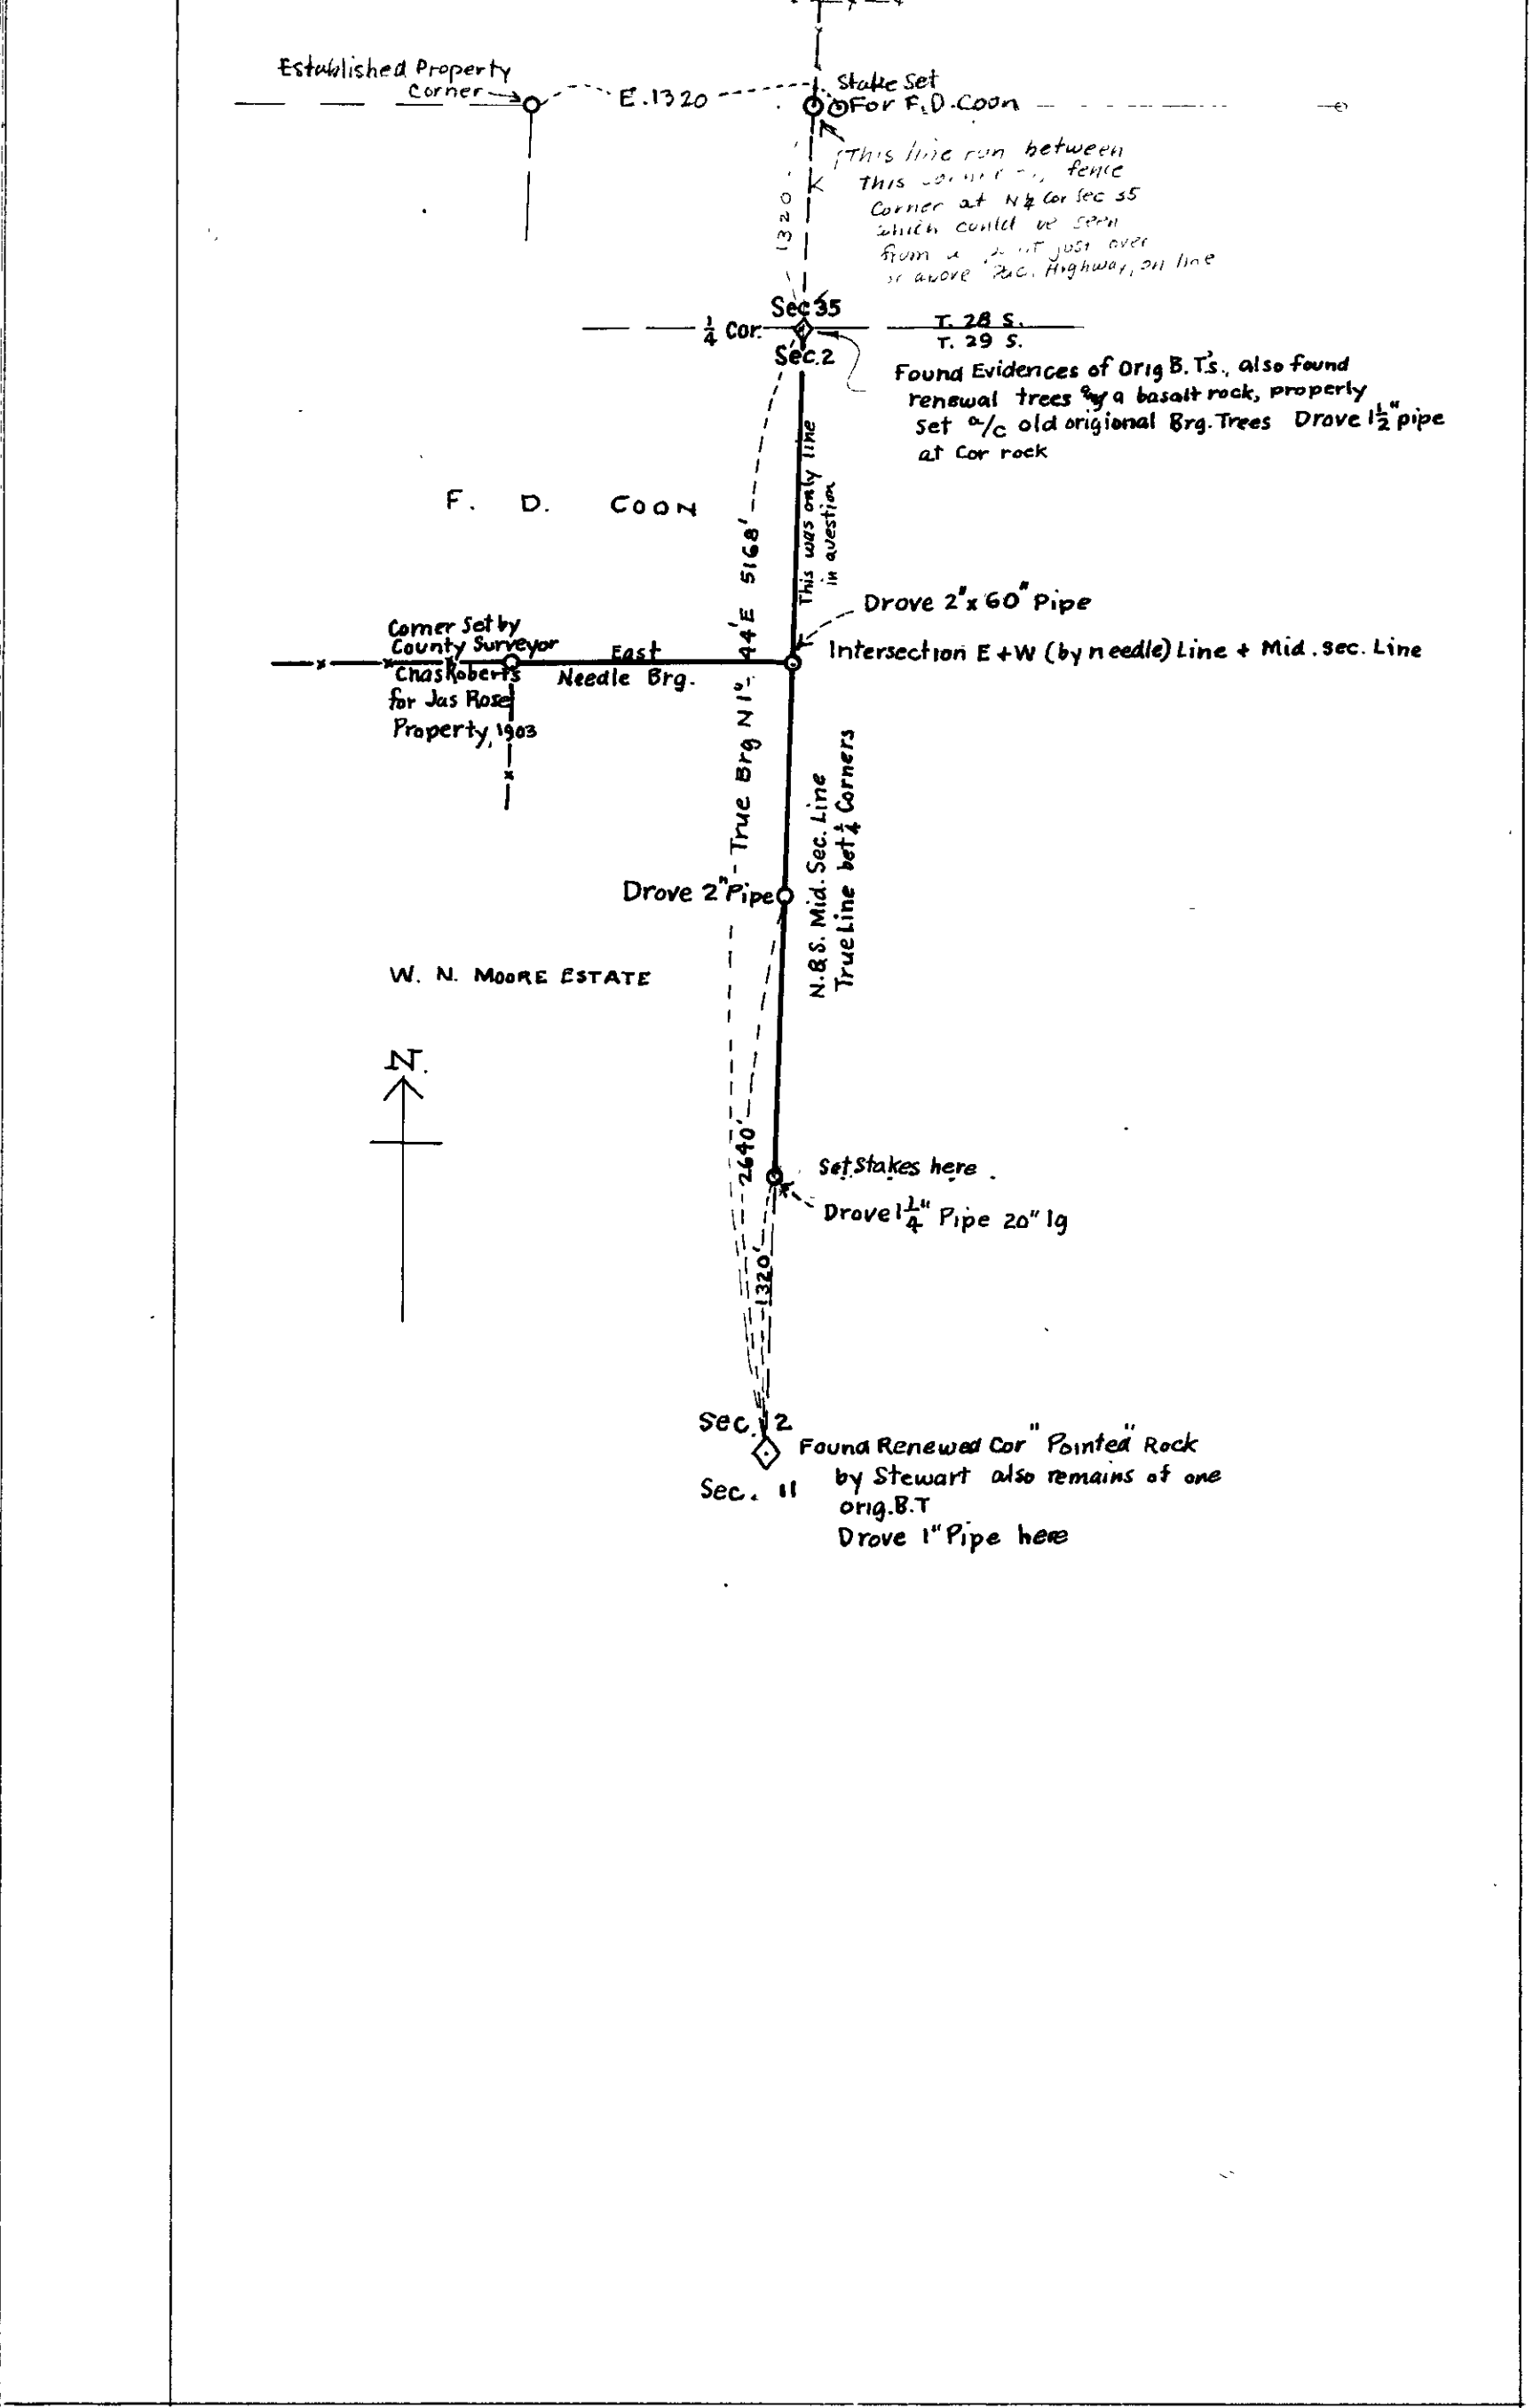 Established Property
Corner
E. 1320
Stake Set
For F.D. Coon
This line run between
This fence
Corner at N¼ Cor Sec 35
which could be seen
from a just over
above Pac. Highway, on line
1320
Sec 35
¼ Cor.
T. 28 S.
T. 29 S.
Sec. 2
Found Evidences of Orig B.T's., also found
renewal trees a basalt rock, properly
set a/c old origional Brg. Trees Drove 1½" pipe
at Cor rock
F. D. COON
This was only line
in question
Drove 2"x 60" Pipe
Intersection E + W (by needle) Line + Mid. sec. Line
Corner Set by
County Surveyor
Chas Roberts
for Jas Rose
Property, 1903
East
Needle Brg.
True Brg N 1°- 44'E 5168'
N.&S. Mid. Sec. Line
True Line bet ¼ Corners
Drove 2" Pipe
W. N. MOORE ESTATE
N.
2640'
Set Stakes here.
Drove 1¼" Pipe 20" lg
1320'
Sec. 2
Sec. 11
Found Renewed Cor "Pointed" Rock
by Stewart also remains of one
orig. B.T
Drove 1" Pipe here